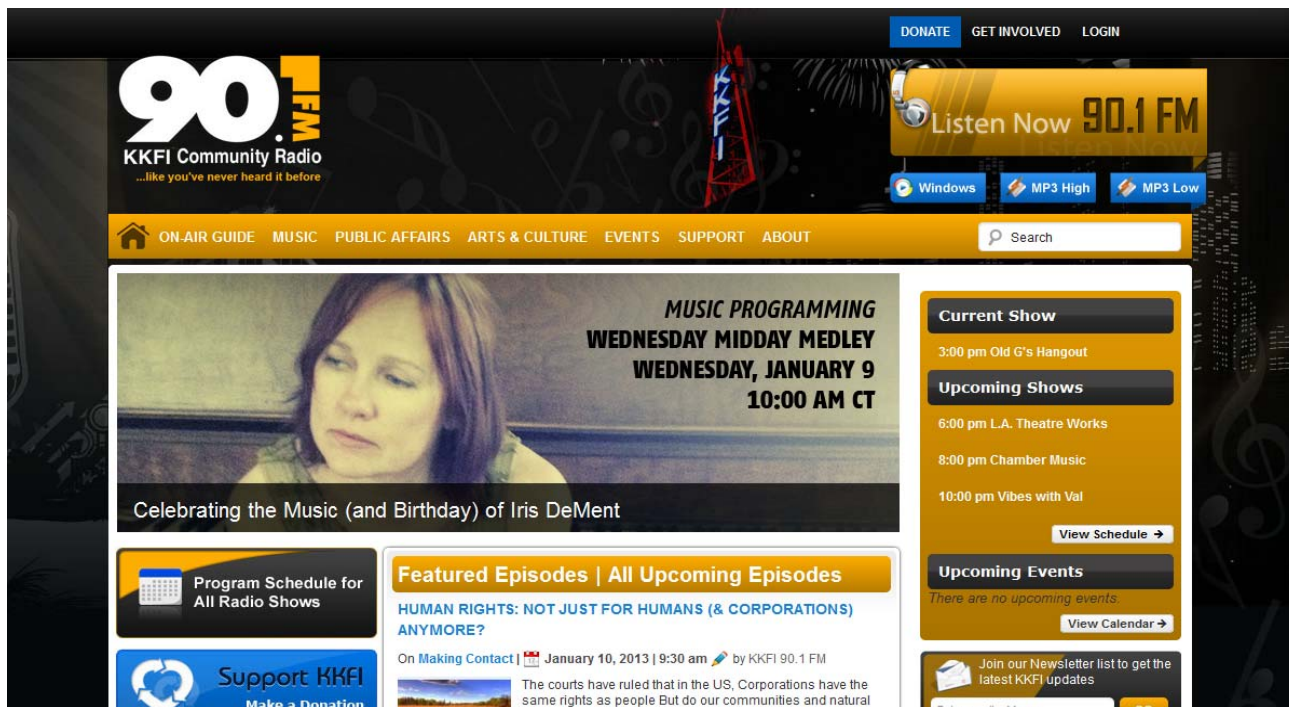 DONATE GET INVOLVED LOGIN
90.1 FM
KKFI Community Radio
...like you've never heard it before
KKFI
Listen Now 90.1 FM
Listen Now
Windows MP3 High MP3 Low
ON-AIR GUIDE MUSIC PUBLIC AFFAIRS ARTS & CULTURE EVENTS SUPPORT ABOUT
Search
MUSIC PROGRAMMING
WEDNESDAY MIDDAY MEDLEY
WEDNESDAY, JANUARY 9
10:00 AM CT
Celebrating the Music (and Birthday) of Iris DeMent
Current Show
3:00 pm Old G's Hangout
Upcoming Shows
6:00 pm L.A. Theatre Works
8:00 pm Chamber Music
10:00 pm Vibes with Val
View Schedule →
Upcoming Events
There are no upcoming events.
View Calendar →
Join our Newsletter list to get the
latest KKFI updates
Program Schedule for
All Radio Shows
Support KKFI
Make a Donation
Featured Episodes | All Upcoming Episodes
HUMAN RIGHTS: NOT JUST FOR HUMANS (& CORPORATIONS)
ANYMORE?
On Making Contact | January 10, 2013 | 9:30 am by KKFI 90.1 FM
The courts have ruled that in the US, Corporations have the
same rights as people But do our communities and natural